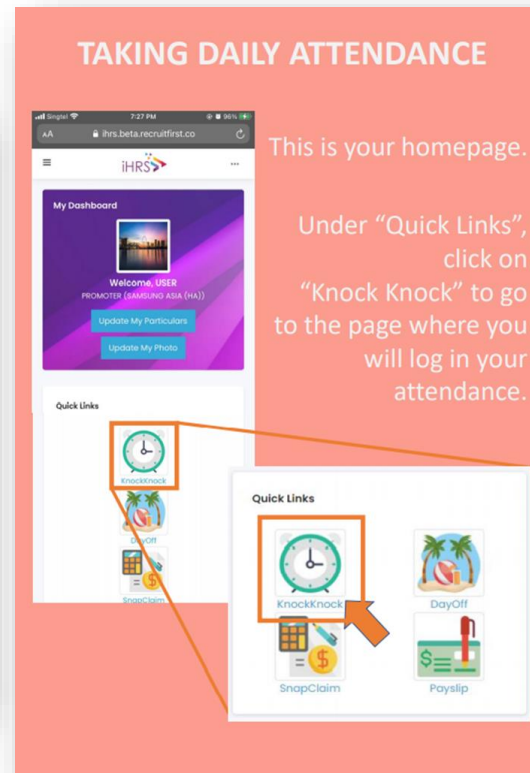 TAKING DAILY ATTENDANCE
Singtel
7:27 PM
96%
AA
ihrs.beta.recruitfirst.co
iHRS
...
My Dashboard
Welcome, USER
PROMOTER (SAMSUNG ASIA (HA))
Update My Particulars
Update My Photo
Quick Links
KnockKnock
DayOff
SnapClaim
This is your homepage.
Under “Quick Links”,
click on
“Knock Knock” to go
to the page where you
will log in your
attendance.
Quick Links
KnockKnock
DayOff
SnapClaim
Payslip